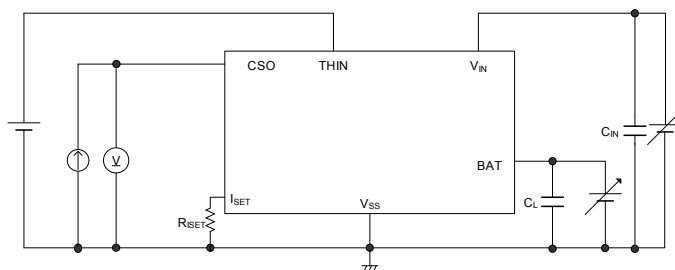 CSO
THIN
VIN
CIN
V
BAT
ISET
VSS
CL
RISET